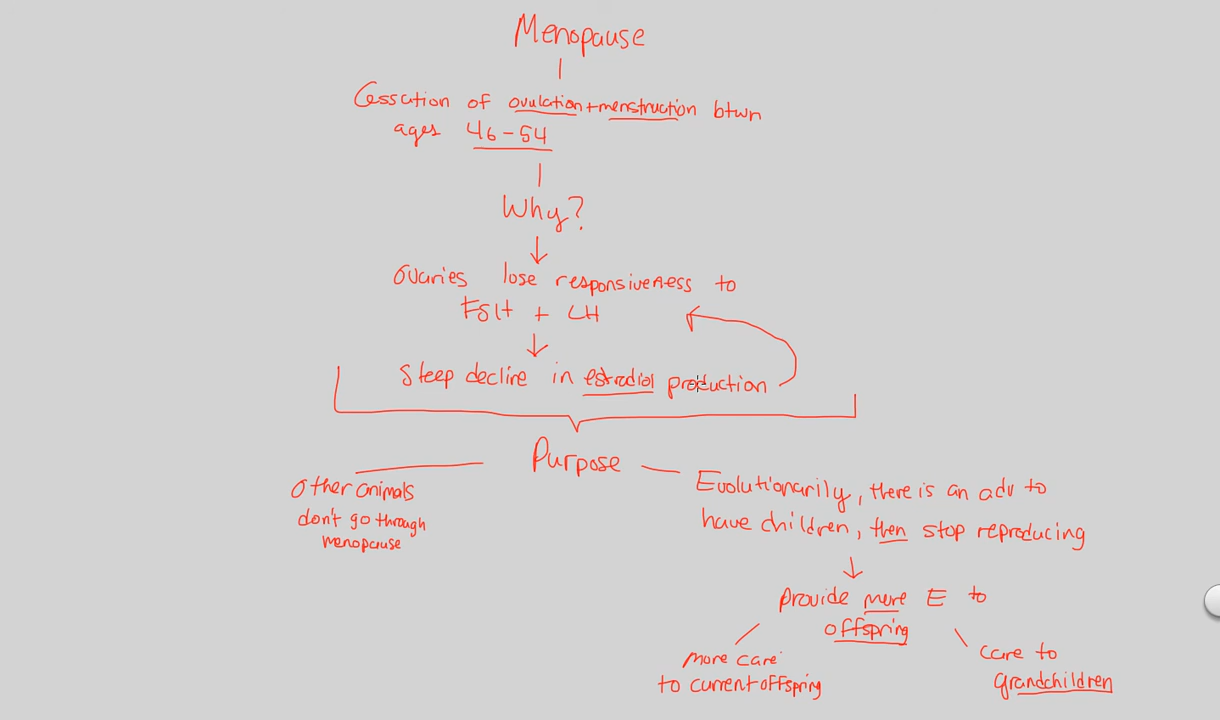 Menopause
Cessation of ovulation + menstruation btwn
ages 46-54
Why?
Ovaries lose responsiveness to
FSH + LH
Steep decline in estradiol production
Purpose
Other animals
don't go through
menopause
Evolutionarily, there is an adv to
have children, then stop reproducing
Provide more E to
offspring
More care
to current offspring
care to
grandchildren